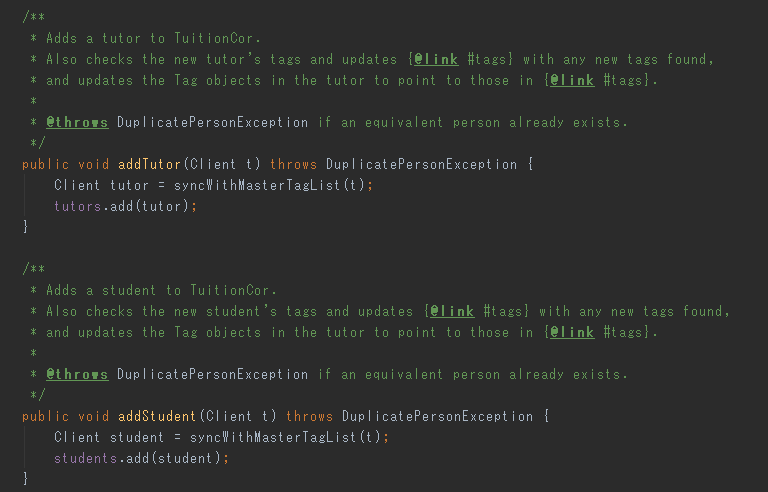 /**
 * Adds a tutor to TuitionCor.
 * Also checks the new tutor's tags and updates {@link #tags} with any new tags found,
 * and updates the Tag objects in the tutor to point to those in {@link #tags}.
 *
 * @throws DuplicatePersonException if an equivalent person already exists.
 */
public void addTutor(Client t) throws DuplicatePersonException {
    Client tutor = syncWithMasterTagList(t);
    tutors.add(tutor);
}

/**
 * Adds a student to TuitionCor.
 * Also checks the new student's tags and updates {@link #tags} with any new tags found,
 * and updates the Tag objects in the tutor to point to those in {@link #tags}.
 *
 * @throws DuplicatePersonException if an equivalent person already exists.
 */
public void addStudent(Client t) throws DuplicatePersonException {
    Client student = syncWithMasterTagList(t);
    students.add(student);
}